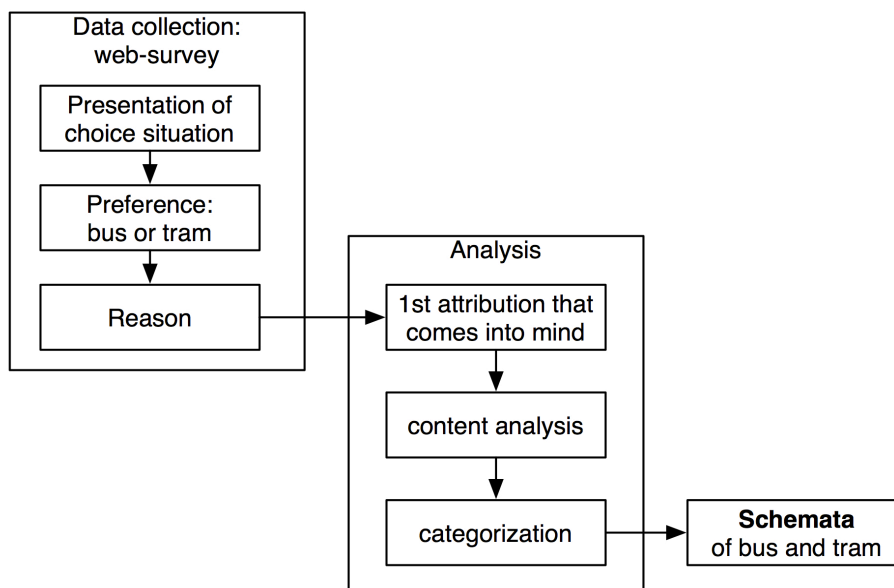 Data collection:
web-survey
Presentation of
choice situation
Preference:
bus or tram
Reason
Analysis
1st attribution that
comes into mind
content analysis
categorization
Schemata
of bus and tram